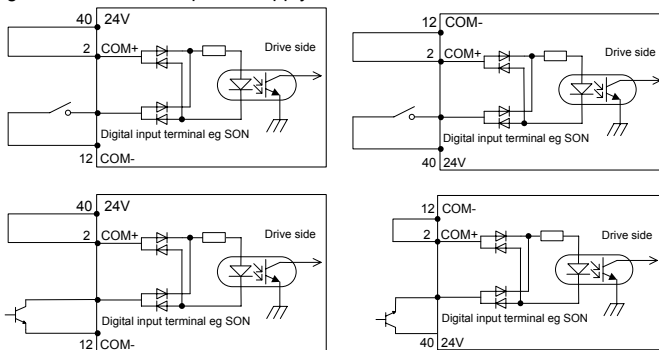 40 24V
2 COM+
Drive side
Digital input terminal eg SON
12 COM-
12 COM-
2 COM+
Drive side
Digital input terminal eg SON
40 24V
40 24V
2 COM+
Drive side
Digital input terminal eg SON
12 COM-
12 COM-
2 COM+
Drive side
Digital input terminal eg SON
40 24V